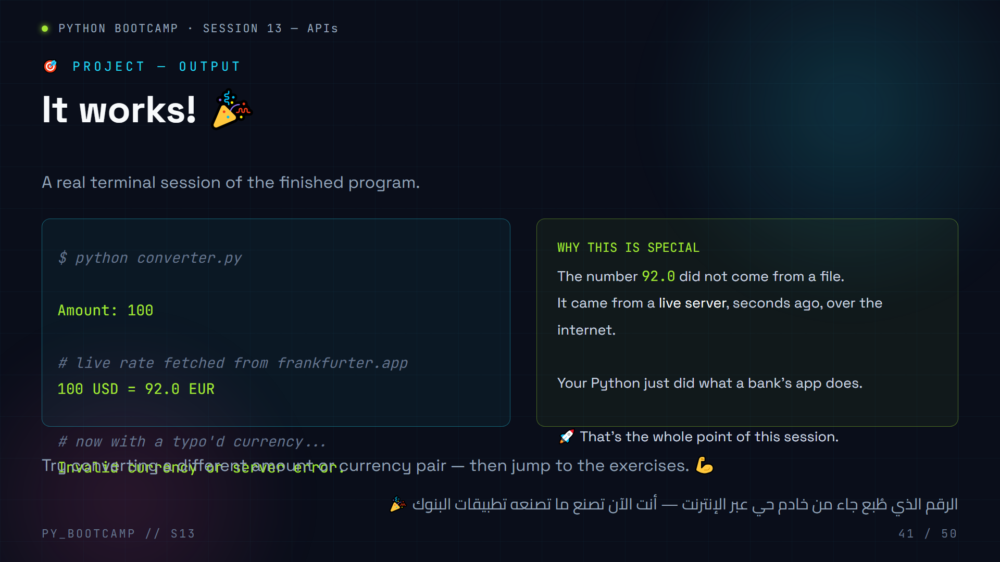 PYTHON BOOTCAMP · SESSION 13 — APIs
🎯 PROJECT — OUTPUT
It works! 🎉
A real terminal session of the finished program.
$ python converter.py
Amount: 100
# live rate fetched from frankfurter.app
100 USD = 92.0 EUR
# now with a typo'd currency...
Invalid currency or server error.
WHY THIS IS SPECIAL
The number 92.0 did not come from a file.
It came from a live server, seconds ago, over the
internet.
Your Python just did what a bank's app does.
🚀 That's the whole point of this session.
Try converting a different amount or currency pair — then jump to the exercises. 💪
الرقم الذي طُبع جاء من خادم حي عبر الإنترنت — أنت الآن تصنع ما تصنعه تطبيقات البنوك 🎉
PY_BOOTCAMP // S13
41 / 50